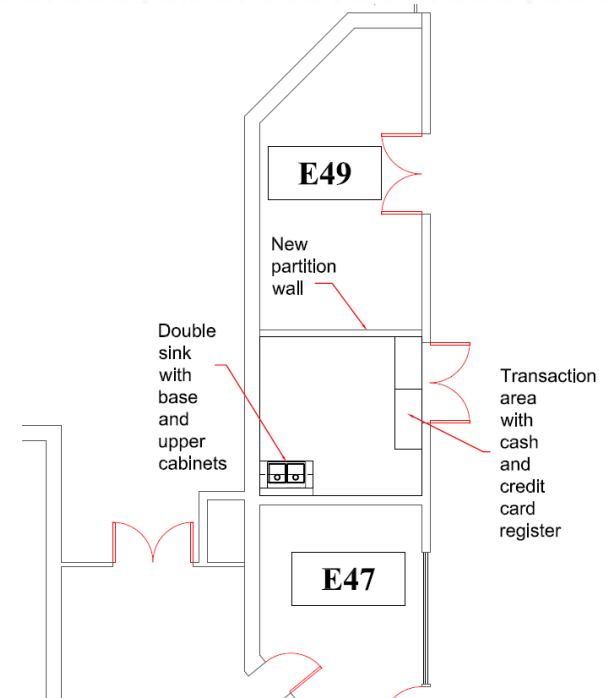 E49
New
partition
wall
Double
sink
with
base
and
upper
cabinets
Transaction
area
with
cash
and
credit
card
register
E47